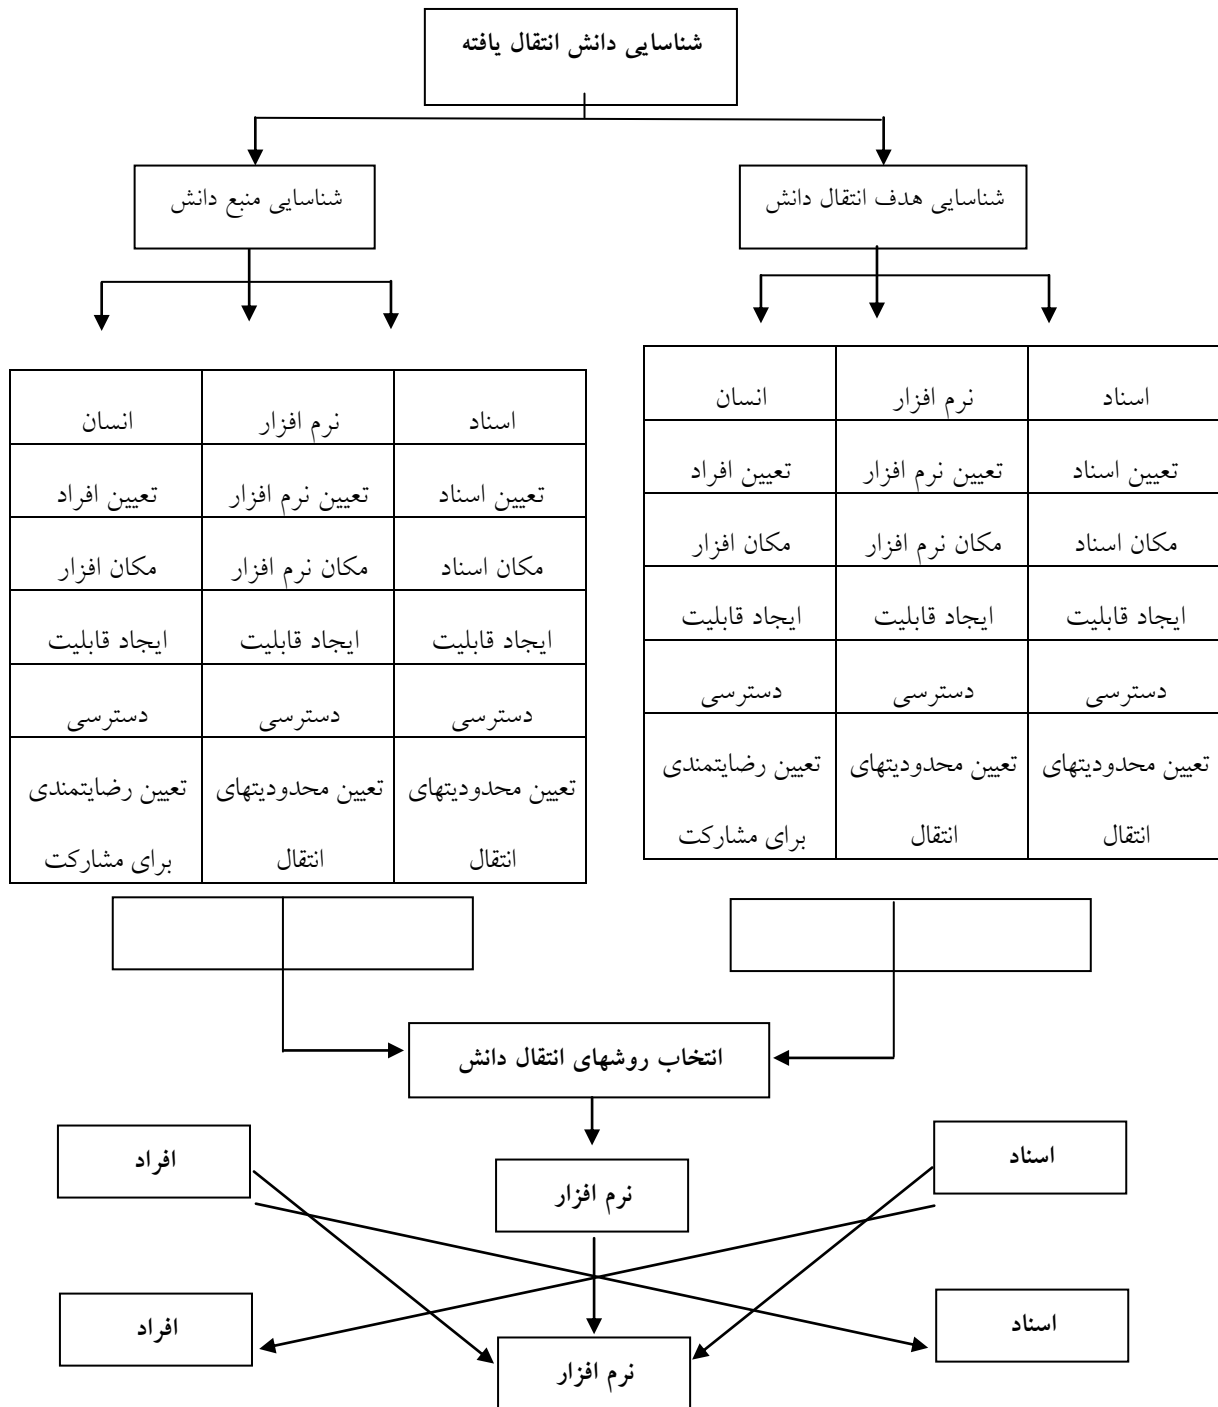 شناسایی دانش انتقال یافته
شناسایی هدف انتقال دانش
شناسایی منبع دانش
اسناد
نرم افزار
انسان
تعیین اسناد
تعیین نرم افزار
تعیین افراد
مکان اسناد
مکان نرم افزار
مکان افزار
ایجاد قابلیت
ایجاد قابلیت
ایجاد قابلیت
دسترسی
دسترسی
دسترسی
تعیین محدودیتهای
انتقال
تعیین محدودیتهای
انتقال
تعیین رضایتمندی
برای مشارکت
اسناد
نرم افزار
انسان
تعیین اسناد
تعیین نرم افزار
تعیین افراد
مکان اسناد
مکان نرم افزار
مکان افزار
ایجاد قابلیت
ایجاد قابلیت
ایجاد قابلیت
دسترسی
دسترسی
دسترسی
تعیین محدودیتهای
انتقال
تعیین محدودیتهای
انتقال
تعیین رضایتمندی
برای مشارکت
انتخاب روشهای انتقال دانش
اسناد
نرم افزار
افراد
اسناد
نرم افزار
افراد